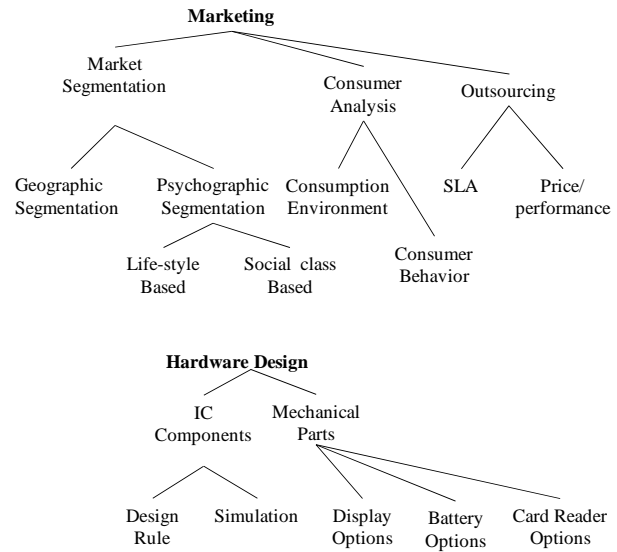 Marketing
Market
Segmentation
Consumer
Analysis
Outsourcing
Geographic
Segmentation
Psychographic
Segmentation
Consumption
Environment
SLA
Price/
performance
Life-style
Based
Social class
Based
Consumer
Behavior
Hardware Design
IC
Components
Mechanical
Parts
Design
Rule
Simulation
Display
Options
Battery
Options
Card Reader
Options